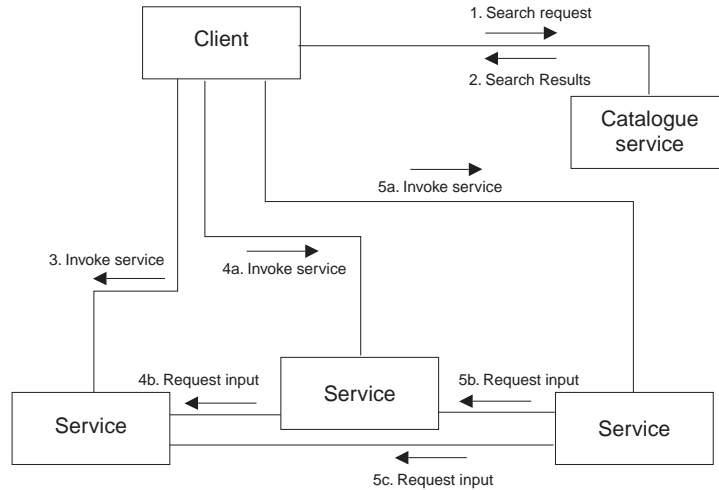 1. Search request
Client
2. Search Results
Catalogue
service
5a. Invoke service
3. Invoke service
4a. Invoke service
4b. Request input
Service
5b. Request input
Service
Service
5c. Request input